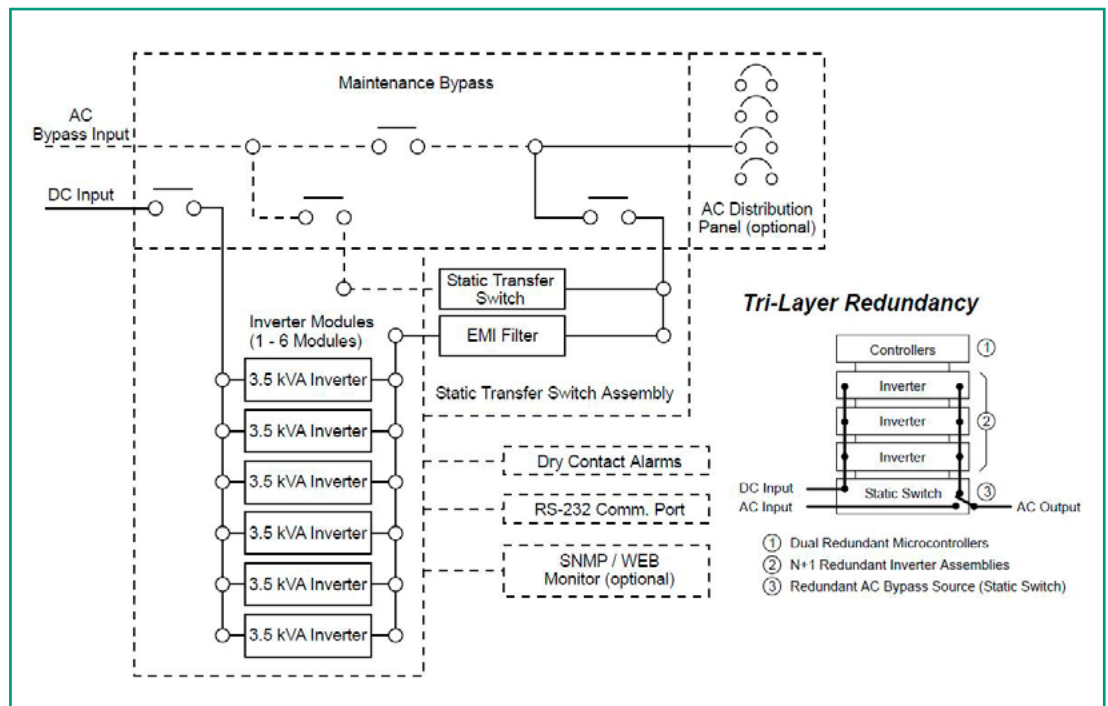 Maintenance Bypass
AC
Bypass Input
DC Input
AC Distribution
Panel (optional)
Static Transfer
Switch
EMI Filter
Static Transfer Switch Assembly
Inverter Modules
(1 - 6 Modules)
3.5 kVA Inverter
3.5 kVA Inverter
3.5 kVA Inverter
3.5 kVA Inverter
3.5 kVA Inverter
3.5 kVA Inverter
Dry Contact Alarms
RS-232 Comm. Port
SNMP / WEB
Monitor (optional)
Tri-Layer Redundancy
Controllers
1
Inverter
Inverter
2
Inverter
DC Input
Static Switch
3
AC Input
AC Output
1 Dual Redundant Microcontrollers
2 N+1 Redundant Inverter Assemblies
3 Redundant AC Bypass Source (Static Switch)